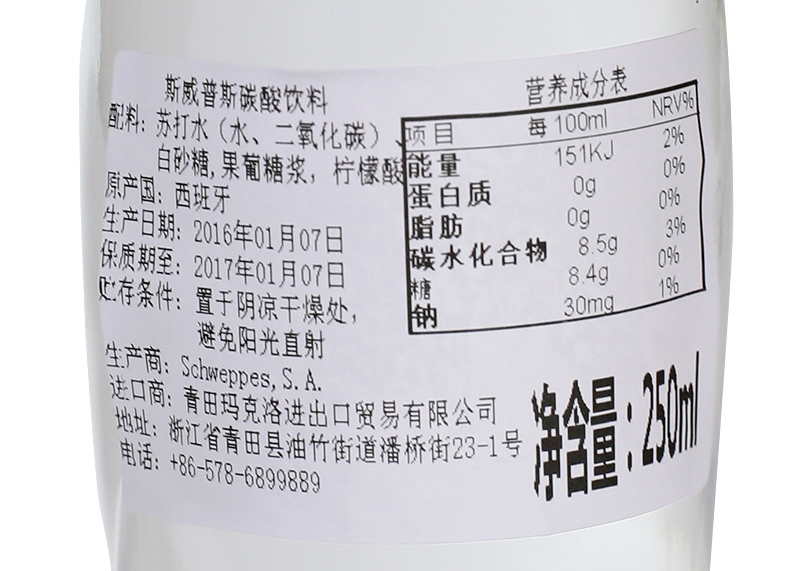 斯威普斯碳酸饮料
配料：苏打水（水、二氧化碳）、
白砂糖,果葡糖浆，柠檬酸
原产国：西班牙
生产日期：2016年01月07日
保质期至：2017年01月07日
贮存条件：置于阴凉干燥处，
避免阳光直射
生产商：Schweppes,S.A.
进口商：青田玛克洛进出口贸易有限公司
地址：浙江省青田县油竹街道潘桥街23-1号
电话：+86-578-6899889
营养成分表
项目 每100ml NRV%
能量 151KJ 2%
蛋白质 0g 0%
脂肪 0g 0%
碳水化合物 8.5g 3%
糖 8.4g 0%
钠 30mg 1%
净含量：250ml